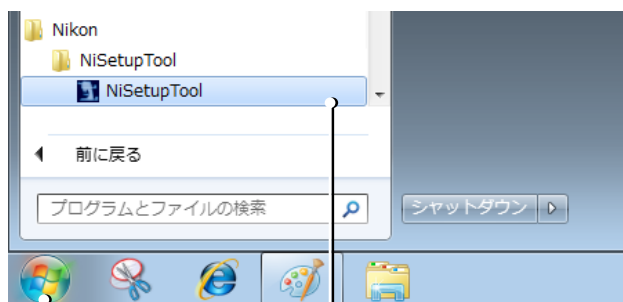 Nikon
NiSetupTool
NiSetupTool
前に戻る
プログラムとファイルの検索
シャットダウン